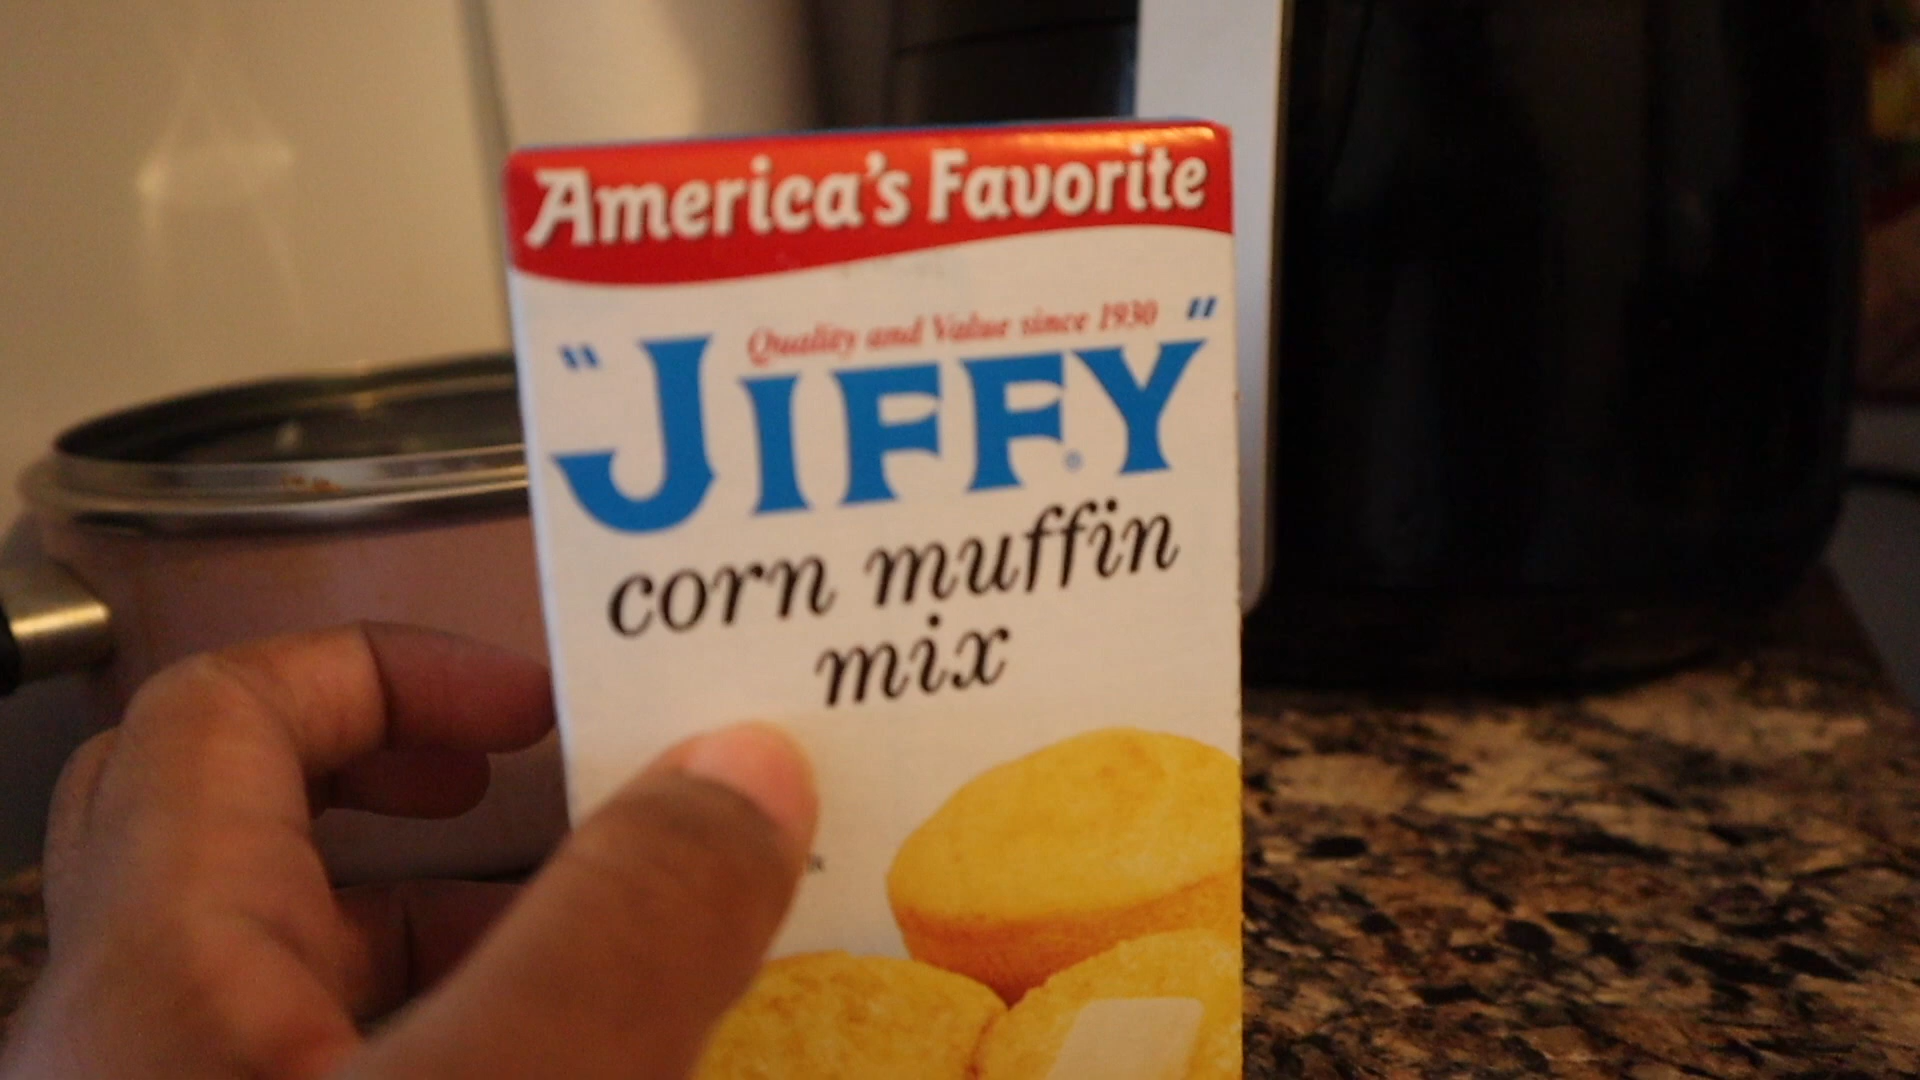 America's Favorite
Quality and Value since 1930
"JIFFY"
corn muffin
mix